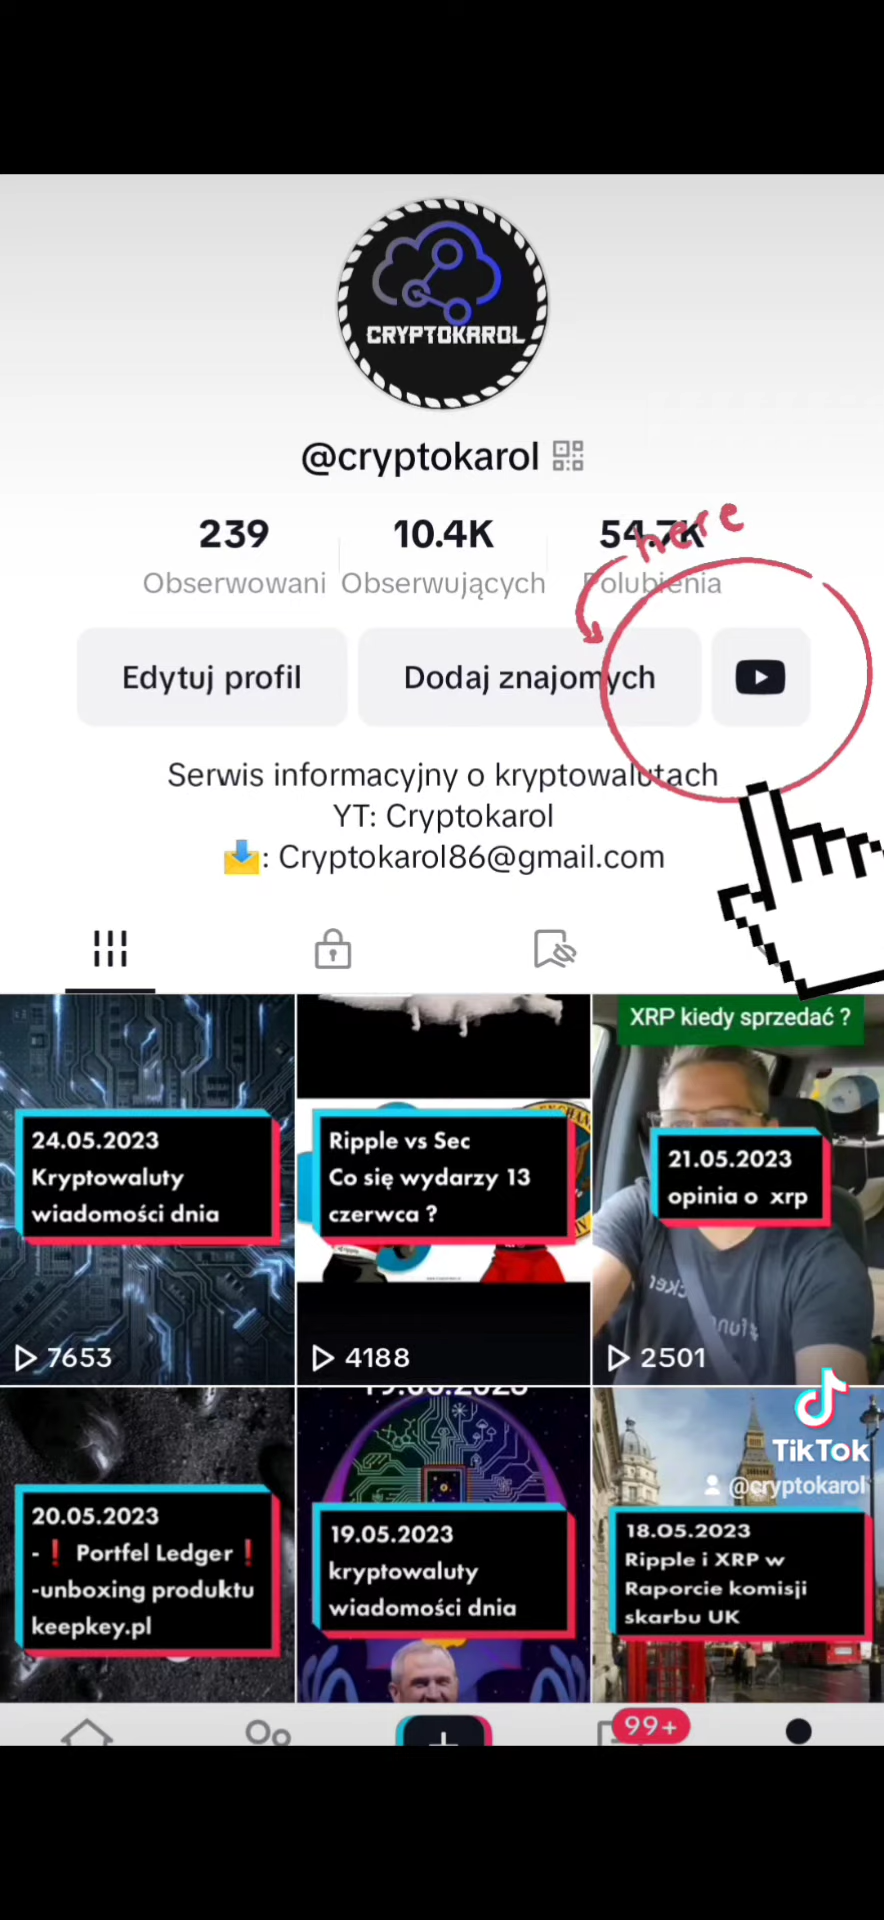 CRYPTOKAROL
@cryptokarol
239 10.4K 54.7K
here
Obserwowani Obserwujących Polubienia
Edytuj profil Dodaj znajomych
Serwis informacyjny o kryptowalutach
YT: Cryptokarol
: Cryptokarol86@gmail.com
XRP kiedy sprzedać ?
24.05.2023
Kryptowaluty
wiadomości dnia
7653
Ripple vs Sec
Co się wydarzy 13
czerwca ?
4188
21.05.2023
opinia o xrp
2501
TikTok
@cryptokarol
20.05.2023
-❗ Portfel Ledger❗
-unboxing produktu
keepkey.pl
19.05.2023
19.05.2023
kryptowaluty
wiadomości dnia
18.05.2023
Ripple i XRP w
Raporcie komisji
skarbu UK
99+